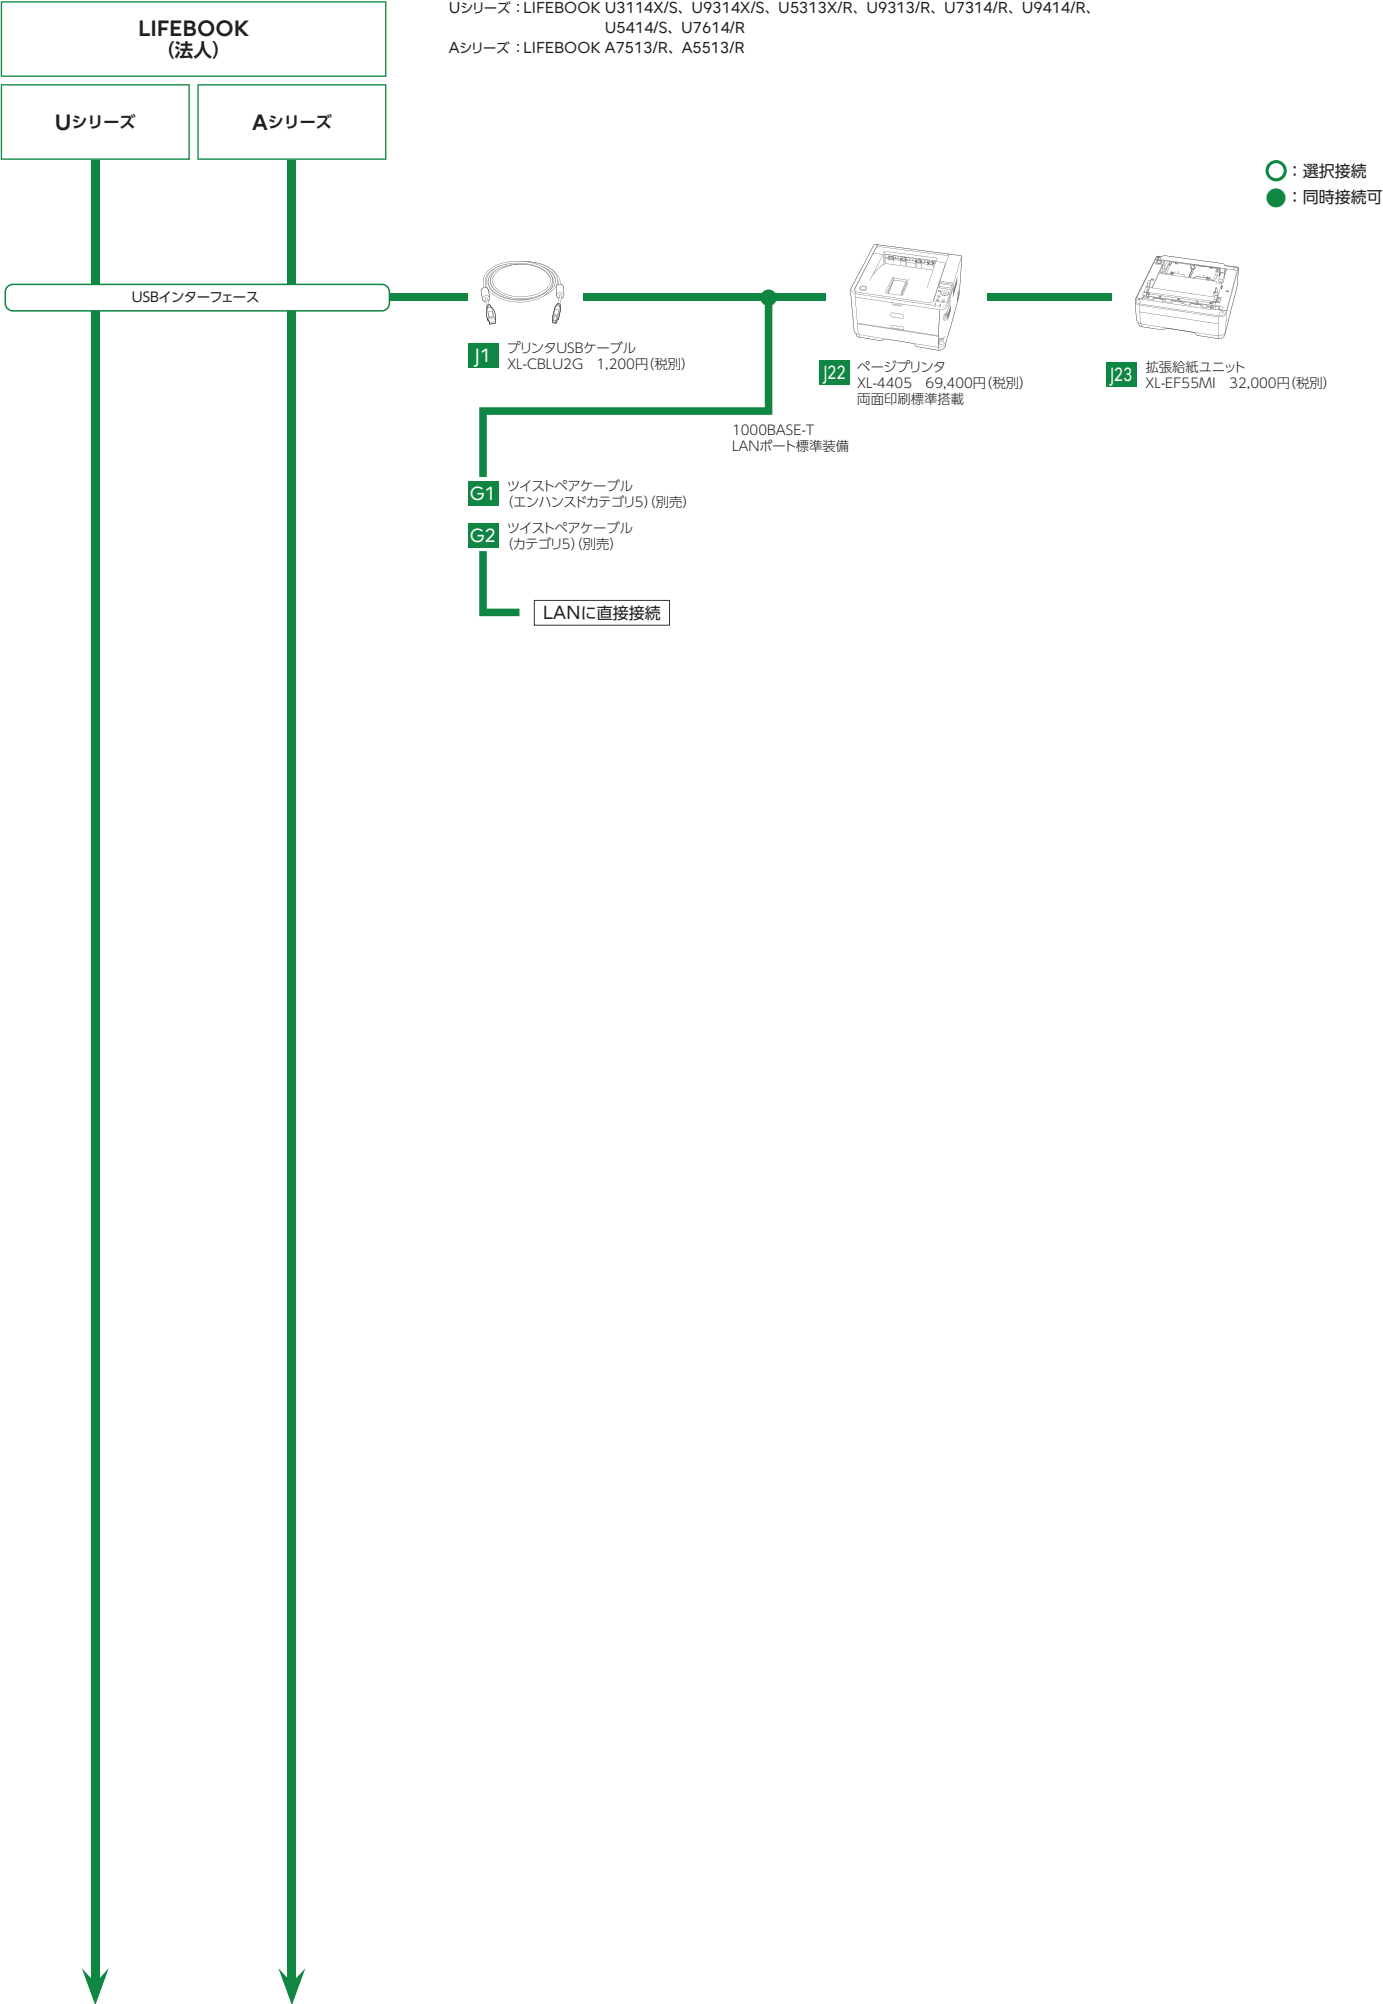 LIFEBOOK
(法人)
Uシリーズ：LIFEBOOK U3114X/S、U9314X/S、U5313X/R、U9313/R、U7314/R、U9414/R、
U5414/S、U7614/R
Aシリーズ：LIFEBOOK A7513/R、A5513/R
Uシリーズ
Aシリーズ
：選択接続
：同時接続可
USBインターフェース
J1
プリンタUSBケーブル
XL-CBLU2G　1,200円(税別)
J22
ページプリンタ
XL-4405　69,400円(税別)
両面印刷標準搭載
J23
拡張給紙ユニット
XL-EF55MI　32,000円(税別)
1000BASE-T
LANポート標準装備
G1
ツイストペアケーブル
(エンハンスドカテゴリ5)(別売)
G2
ツイストペアケーブル
(カテゴリ5)(別売)
LANに直接接続